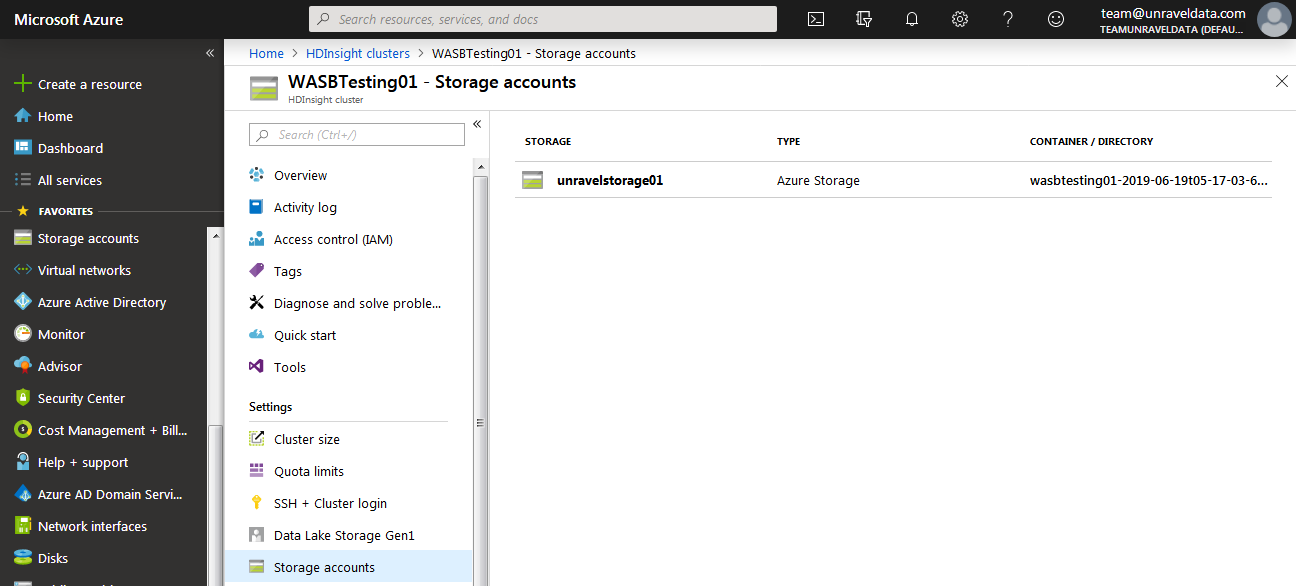 Microsoft Azure
Search resources, services, and docs
team@unraveldata.com
TEAMUNRAVELDATA (DEFAU...
Create a resource
Home
Dashboard
All services
FAVORITES
Storage accounts
Virtual networks
Azure Active Directory
Monitor
Advisor
Security Center
Cost Management + Bill...
Help + support
Azure AD Domain Servi...
Network interfaces
Disks
Home > HDInsight clusters > WASBTesting01 - Storage accounts
WASBTesting01 - Storage accounts
HDInsight cluster
Search (Ctrl+/)
Overview
Activity log
Access control (IAM)
Tags
Diagnose and solve proble...
Quick start
Tools
Settings
Cluster size
Quota limits
SSH + Cluster login
Data Lake Storage Gen1
Storage accounts
STORAGE TYPE CONTAINER / DIRECTORY
unravelstorage01 Azure Storage wasbtesting01-2019-06-19t05-17-03-6...